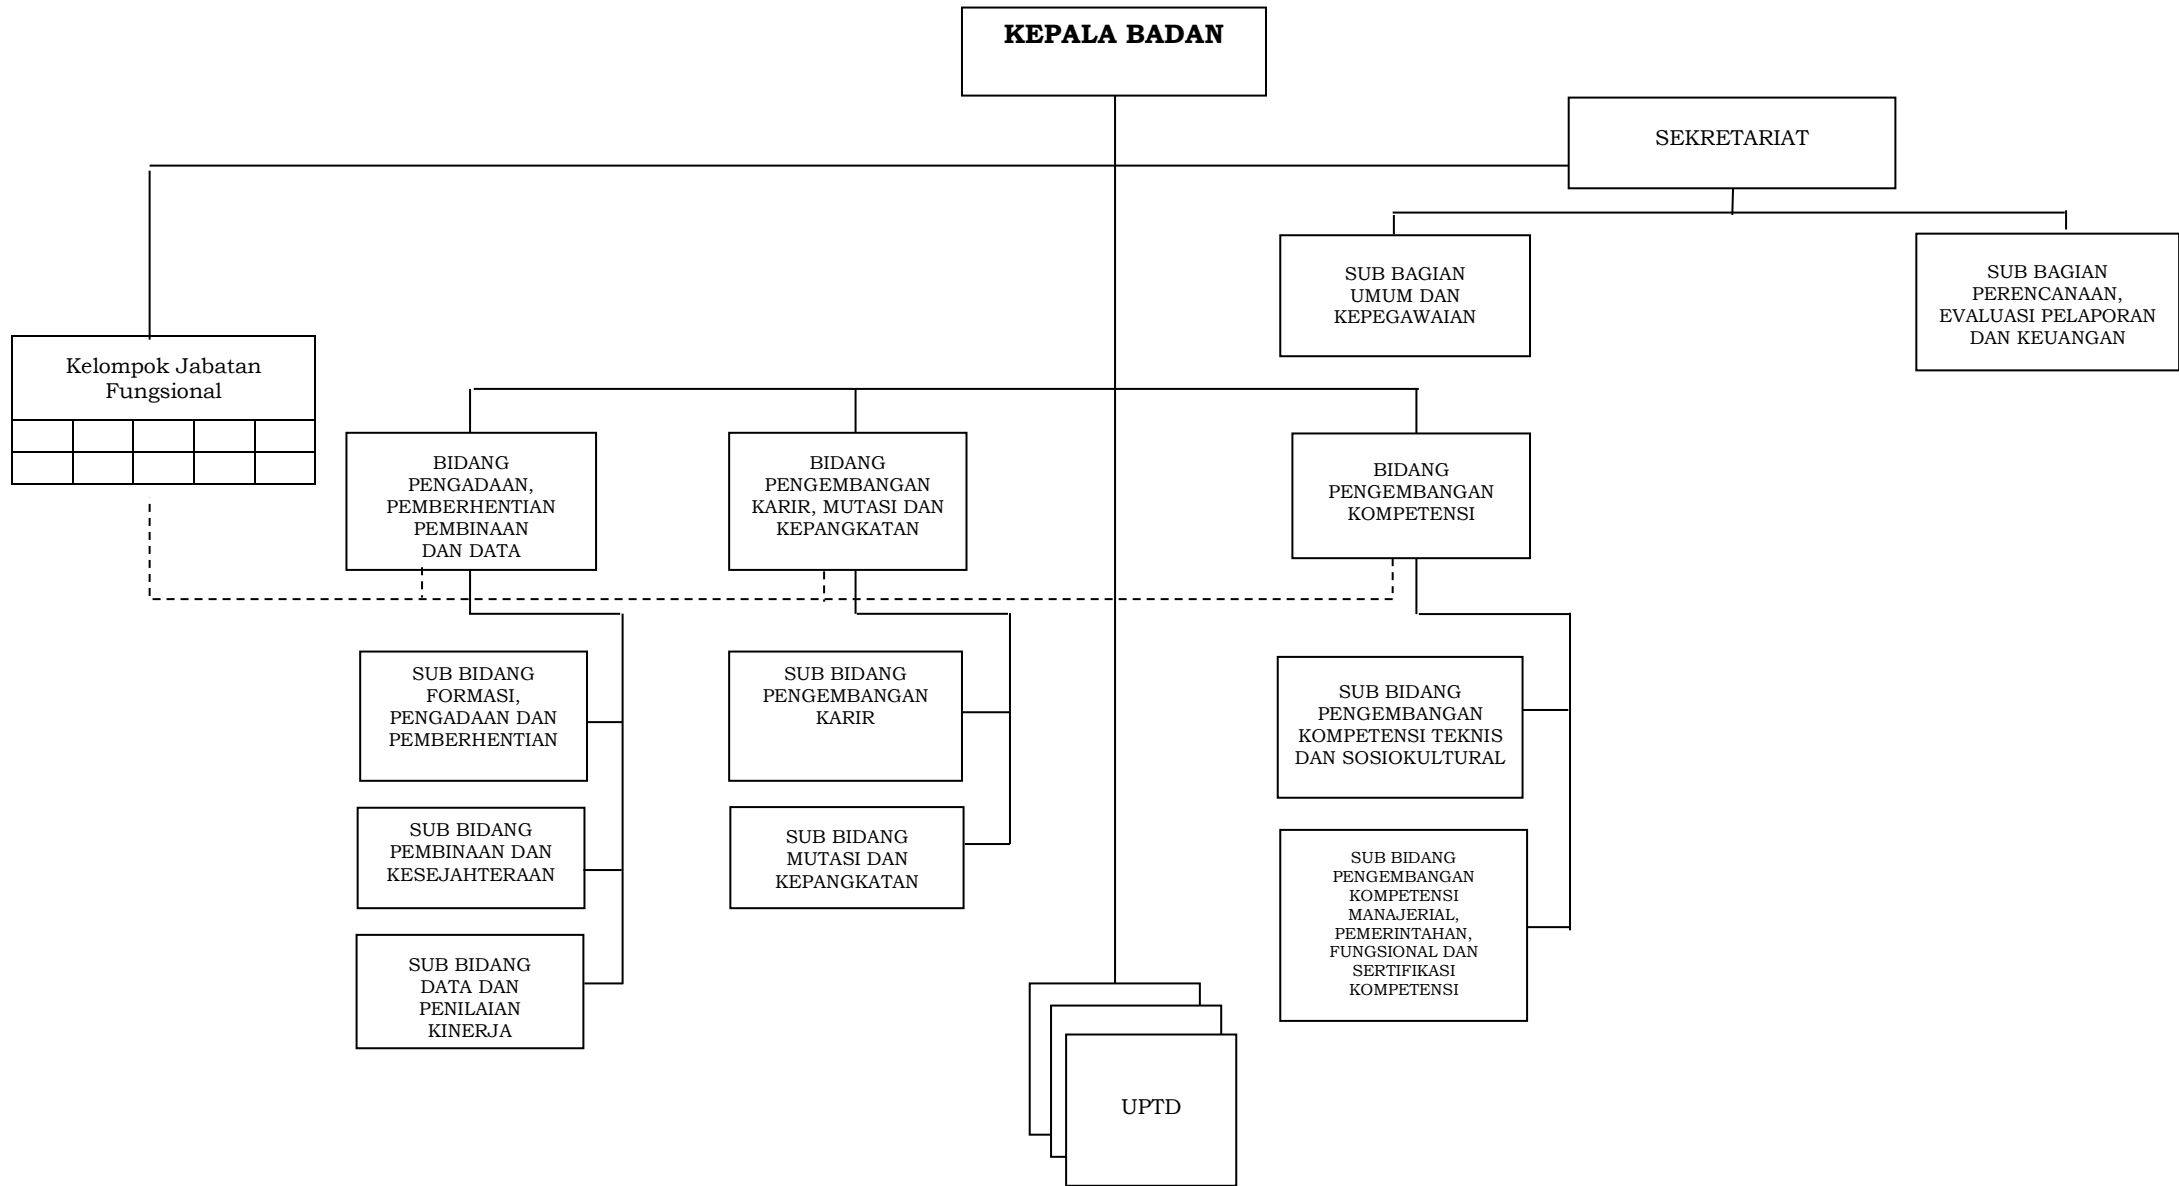 KEPALA BADAN
SEKRETARIAT
SUB BAGIAN
UMUM DAN
KEPEGAWAIAN
SUB BAGIAN
PERENCANAAN,
EVALUASI PELAPORAN
DAN KEUANGAN
Kelompok Jabatan
Fungsional
BIDANG
PENGADAAN,
PEMBERHENTIAN
PEMBINAAN
DAN DATA
BIDANG
PENGEMBANGAN
KARIR, MUTASI DAN
KEPANGKATAN
BIDANG
PENGEMBANGAN
KOMPETENSI
SUB BIDANG
FORMASI,
PENGADAAN DAN
PEMBERHENTIAN
SUB BIDANG
PENGEMBANGAN
KARIR
SUB BIDANG
PENGEMBANGAN
KOMPETENSI TEKNIS
DAN SOSIOKULTURAL
SUB BIDANG
PEMBINAAN DAN
KESEJAHTERAAN
SUB BIDANG
MUTASI DAN
KEPANGKATAN
SUB BIDANG
PENGEMBANGAN
KOMPETENSI
MANAJERIAL,
PEMERINTAHAN,
FUNGSIONAL DAN
SERTIFIKASI
KOMPETENSI
SUB BIDANG
DATA DAN
PENILAIAN
KINERJA
UPTD